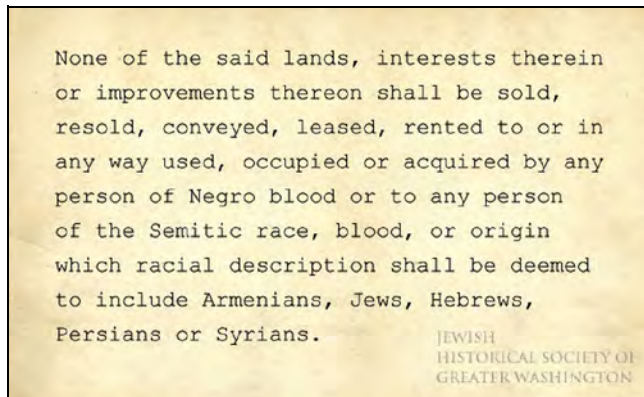 None of the said lands, interests therein
or improvements thereon shall be sold,
resold, conveyed, leased, rented to or in
any way used, occupied or acquired by any
person of Negro blood or to any person
of the Semitic race, blood, or origin
which racial description shall be deemed
to include Armenians, Jews, Hebrews,
Persians or Syrians.
JEWISH
HISTORICAL SOCIETY OF
GREATER WASHINGTON